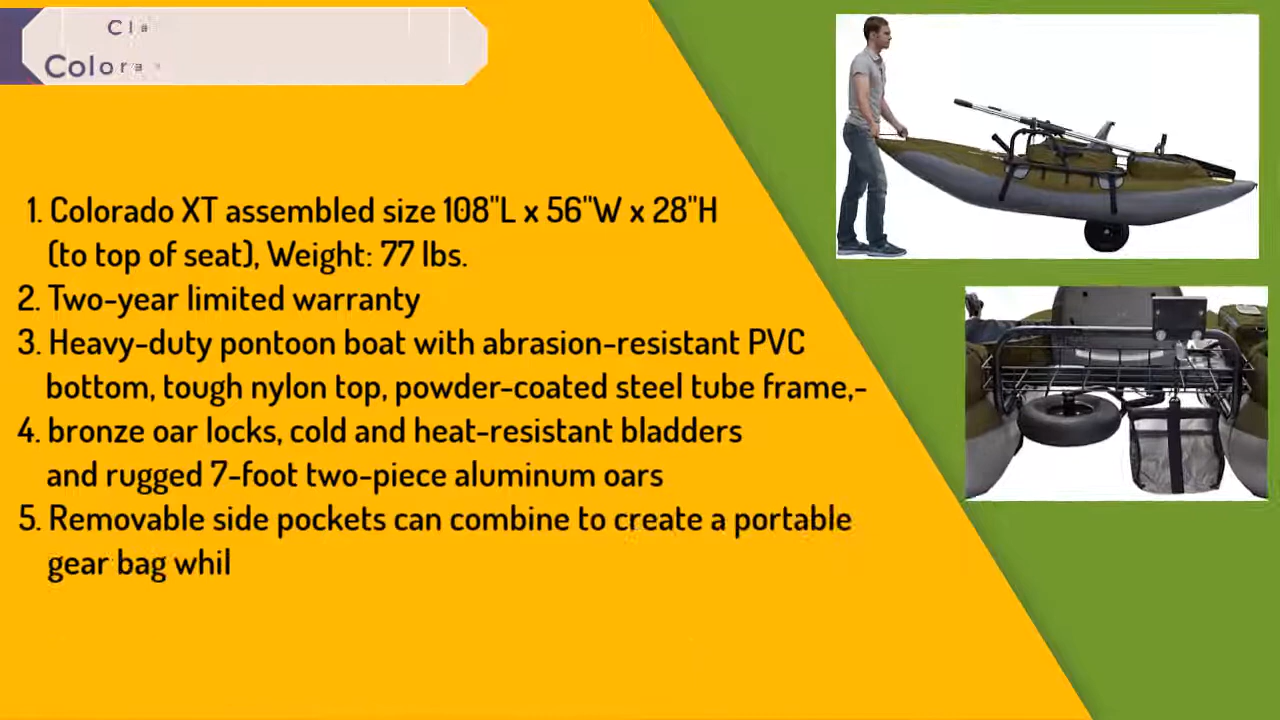 Cla
Colora
1. Colorado XT assembled size 108"L x 56"W x 28"H
(to top of seat), Weight: 77 lbs.
2. Two-year limited warranty
3. Heavy-duty pontoon boat with abrasion-resistant PVC
bottom, tough nylon top, powder-coated steel tube frame,-
4. bronze oar locks, cold and heat-resistant bladders
and rugged 7-foot two-piece aluminum oars
5. Removable side pockets can combine to create a portable
gear bag whil